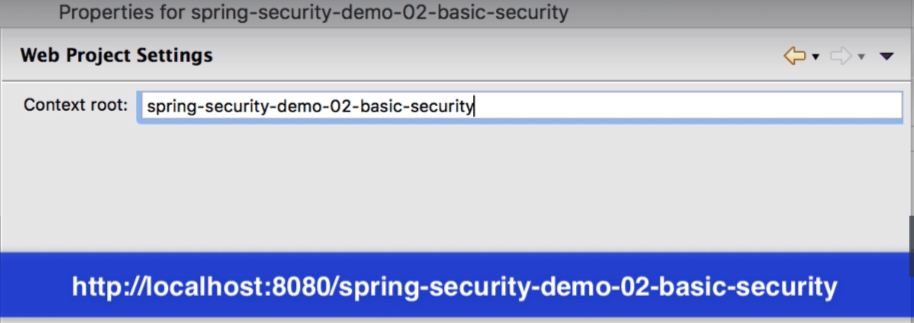 Properties for spring-security-demo-02-basic-security
Web Project Settings
Context root: spring-security-demo-02-basic-security
http://localhost:8080/spring-security-demo-02-basic-security